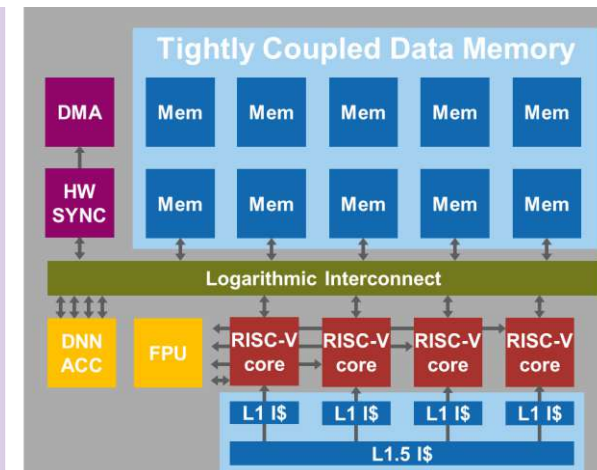 Tightly Coupled Data Memory
DMA
Mem
Mem
Mem
Mem
Mem
HW
SYNC
Mem
Mem
Mem
Mem
Mem
Logarithmic Interconnect
DNN
ACC
FPU
RISC-V
core
RISC-V
core
RISC-V
core
RISC-V
core
L1 I$
L1 I$
L1 I$
L1 I$
L1.5 I$